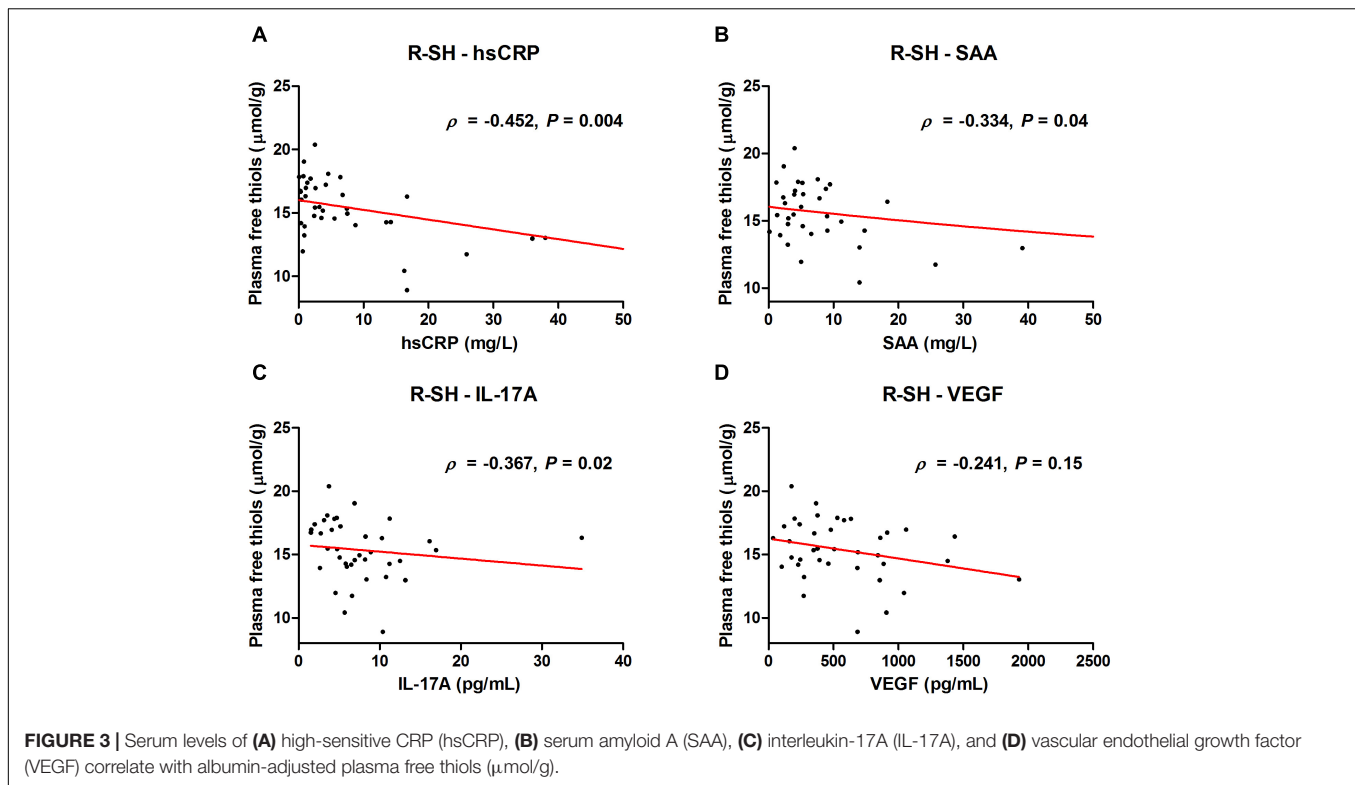 A
R-SH - hsCRP
ρ = -0.452, P = 0.004
Plasma free thiols (μmol/g)
25
20
15
10
0 10 20 30 40 50
hsCRP (mg/L)
B
R-SH - SAA
ρ = -0.334, P = 0.04
Plasma free thiols (μmol/g)
25
20
15
10
0 10 20 30 40 50
SAA (mg/L)
C
R-SH - IL-17A
ρ = -0.367, P = 0.02
Plasma free thiols (μmol/g)
25
20
15
10
0 10 20 30 40
IL-17A (pg/mL)
D
R-SH - VEGF
ρ = -0.241, P = 0.15
Plasma free thiols (μmol/g)
25
20
15
10
0 500 1000 1500 2000 2500
VEGF (pg/mL)
FIGURE 3 | Serum levels of (A) high-sensitive CRP (hsCRP), (B) serum amyloid A (SAA), (C) interleukin-17A (IL-17A), and (D) vascular endothelial growth factor
(VEGF) correlate with albumin-adjusted plasma free thiols (μmol/g).